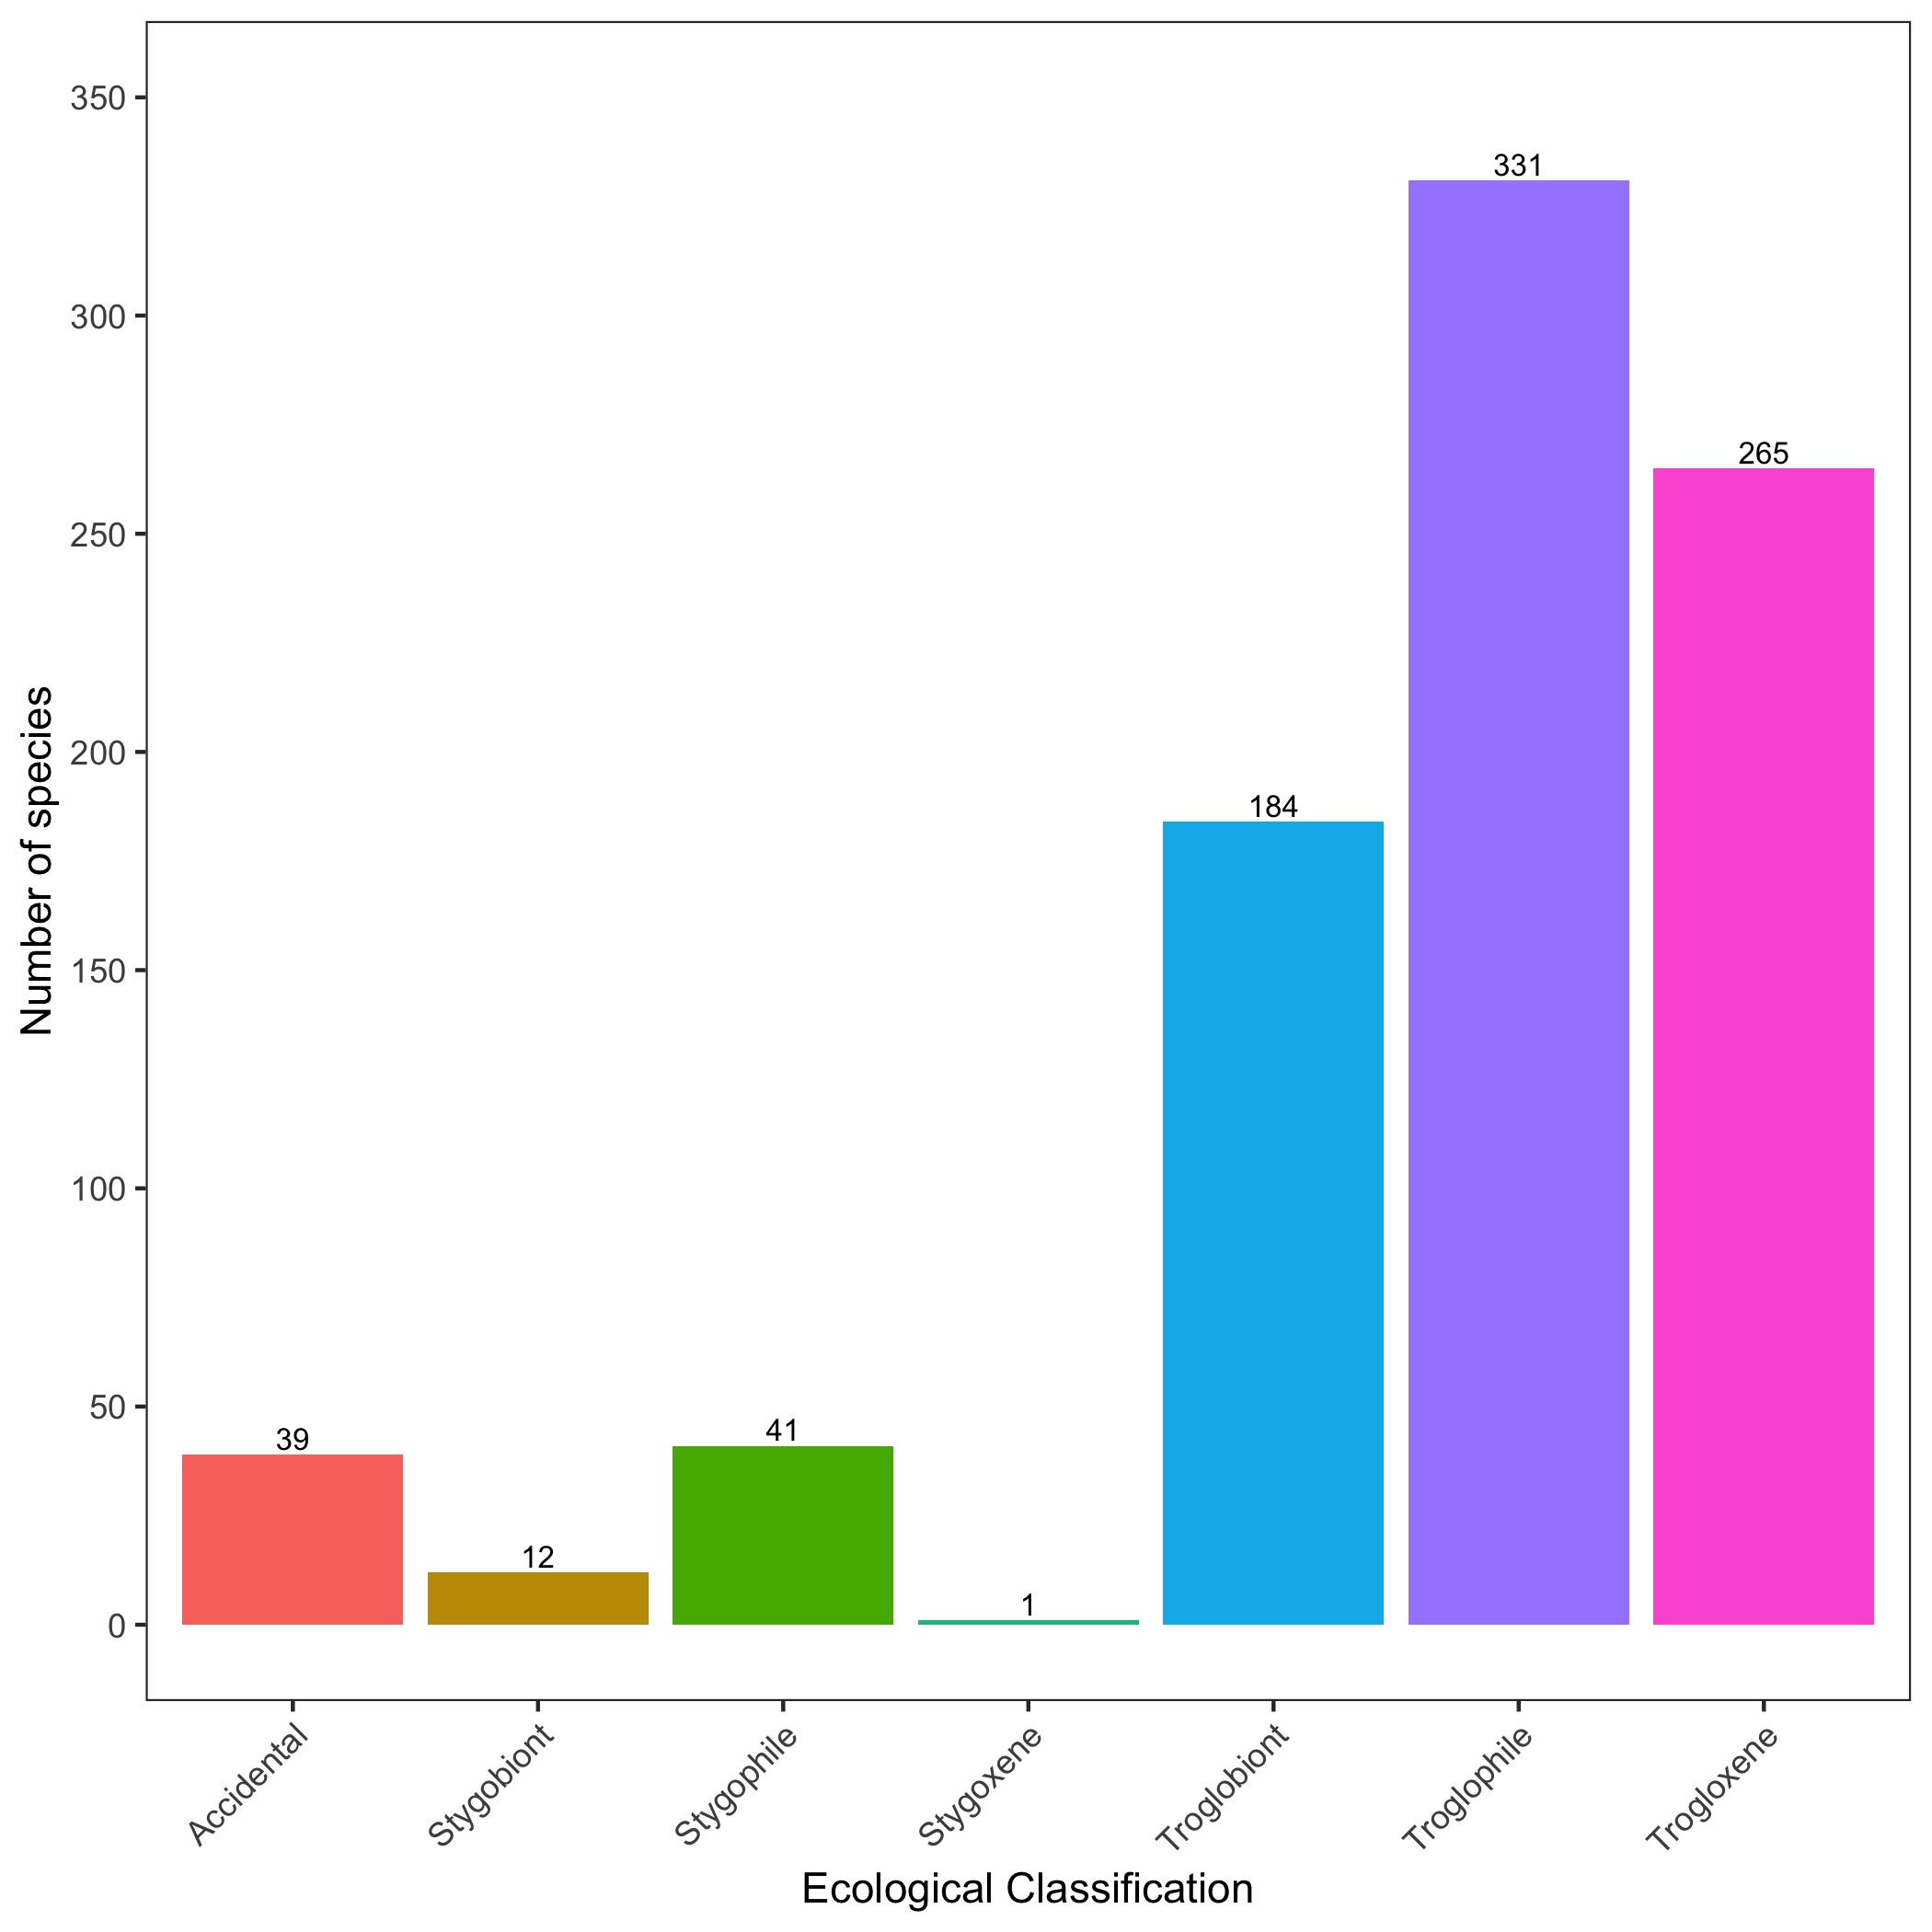 350
300
250
200
150
100
50
0
Number of species
39
12
41
1
184
331
265
Accidental
Stygobiont
Stygophile
Stygoxene
Troglobiont
Troglophile
Trogloxene
Ecological Classification